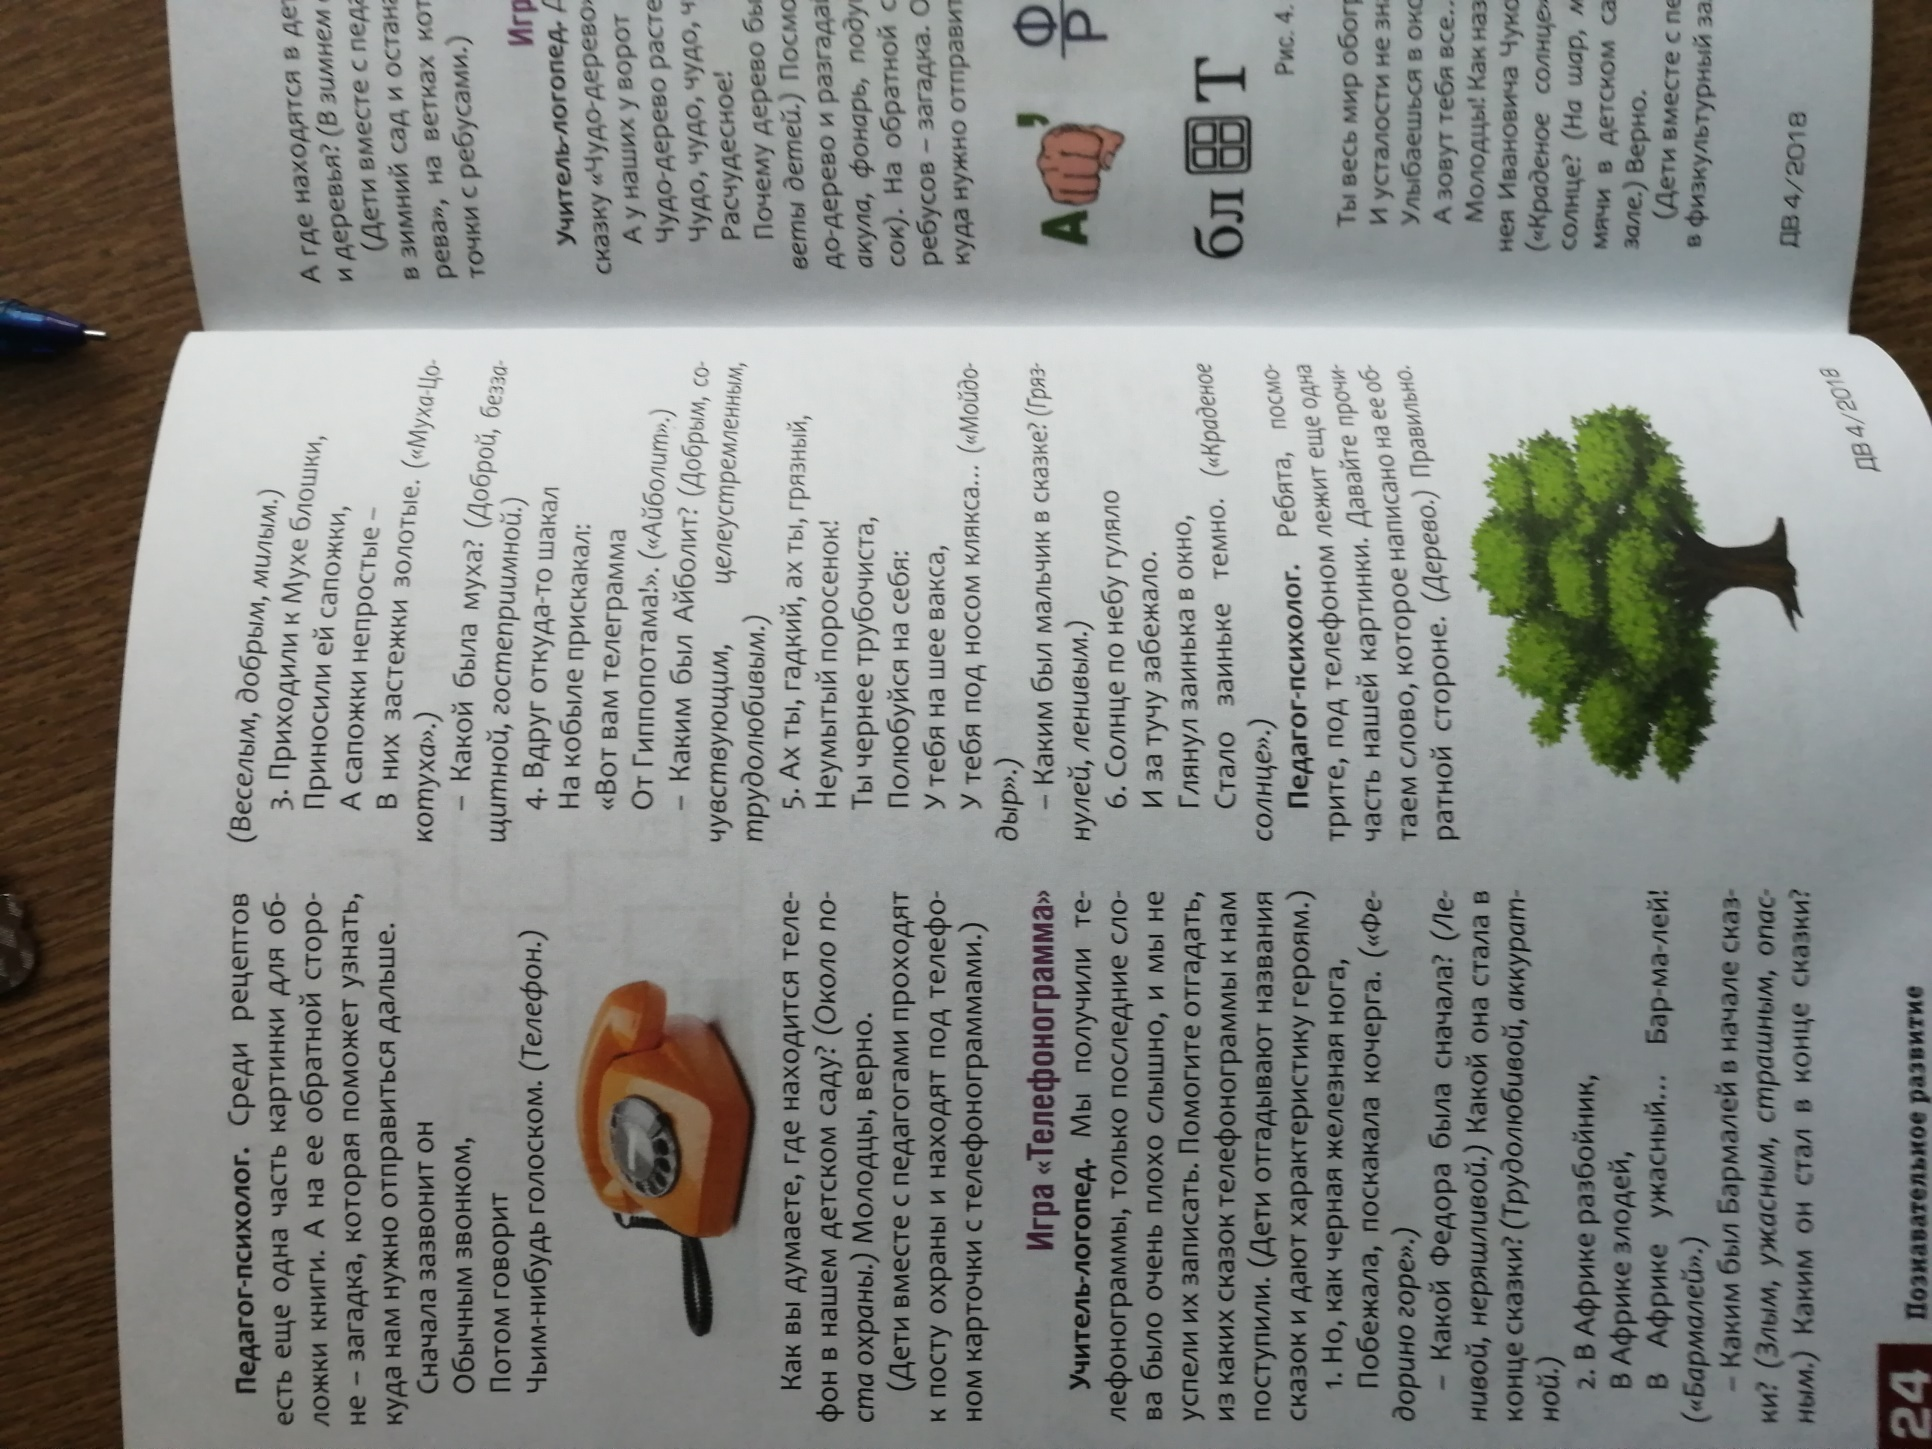 Педагог-психолог. Среди рецептов
есть еще одна часть картинки для об-
ложки книги. А на ее обратной сторо-
не – загадка, которая поможет узнать,
куда нам нужно отправиться дальше.
Сначала зазвонит он
Обычным звонком,
Потом говорит
Чьим-нибудь голоском. (Телефон.)
Как вы думаете, где находится теле-
фон в нашем детском саду? (Около по-
ста охраны.) Молодцы, верно.
(Дети вместе с педагогами проходят
к посту охраны и находят под телефо-
ном карточки с телефонограммами.)
Игра «Телефонограмма»
Учитель-логопед. Мы получили те-
лефонограммы, только последние сло-
ва было очень плохо слышно, и мы не
успели их записать. Помогите отгадать,
из каких сказок телефонограммы к нам
поступили. (Дети отгадывают названия
сказок и дают характеристику героям.)
1. Но, как черная железная нога,
Побежала, поскакала кочерга. («Фе-
дорино горе».)
– Какой Федора была сначала? (Ле-
нивой, неряшливой.) Какой она стала в
конце сказки? (Трудолюбивой, аккурат-
ной.)
2. В Африке разбойник,
В Африке злодей,
В Африке ужасный... Бар-ма-лей!
(«Бармалей».)
– Каким был Бармалей в начале сказ-
ки? (Злым, ужасным, страшным, опас-
ным.) Каким он стал в конце сказки?
24 Познавательное развитие
(Веселым, добрым, милым.)
3. Приходили к Мухе блошки,
Приносили ей сапожки,
А сапожки непростые –
В них застежки золотые. («Муха-Цо-
котуха».)
– Какой была муха? (Доброй, безза-
щитной, гостеприимной.)
4. Вдруг откуда-то шакал
На кобыле прискакал:
«Вот вам телеграмма
От Гиппопотама!». («Айболит».)
– Каким был Айболит? (Добрым, со-
чувствующим, целеустремленным,
трудолюбивым.)
5. Ах ты, гадкий, ах ты, грязный,
Неумытый поросенок!
Ты чернее трубочиста,
Полюбуйся на себя:
У тебя на шее вакса,
У тебя под носом клякса... («Мойдо-
дыр».)
– Каким был мальчик в сказке? (Гряз-
нулей, ленивым.)
6. Солнце по небу гуляло
И за тучу забежало.
Глянул заинька в окно,
Стало заиньке темно. («Краденое
солнце».)
Педагог-психолог. Ребята, посмо-
трите, под телефоном лежит еще одна
часть нашей картинки. Давайте прочи-
таем слово, которое написано на ее об-
ратной стороне. (Дерево.) Правильно.
ДВ 4/2018
А где находятся в дет
и деревья? (В зимнем
(Дети вместе с педа
в зимний сад и остана
рева», на ветках кот
точки с ребусами.)
Игр
Учитель-логопед.
сказку «Чудо-дерево»
А у наших у ворот
Чудо-дерево расте
Чудо, чудо, чудо, ч
Расчудесное!
Почему дерево бы
веты детей.) Посмо
до-дерево и разгада
акула, фонарь, поду
сок). На обратной с
ребусов – загадка. О
куда нужно отправит
А ’ Ф
Р
бл Т
Рис. 4.
Ты весь мир обогр
И усталости не зна
Улыбаешься в око
А зовут тебя все...
Молодцы! Как наз
нея Ивановича Чуко
(«Краденое солнце»
солнце? (На шар, м
мячи в детском са
зале.) Верно.
(Дети вместе с пе
в физкультурный за
ДВ 4/2018